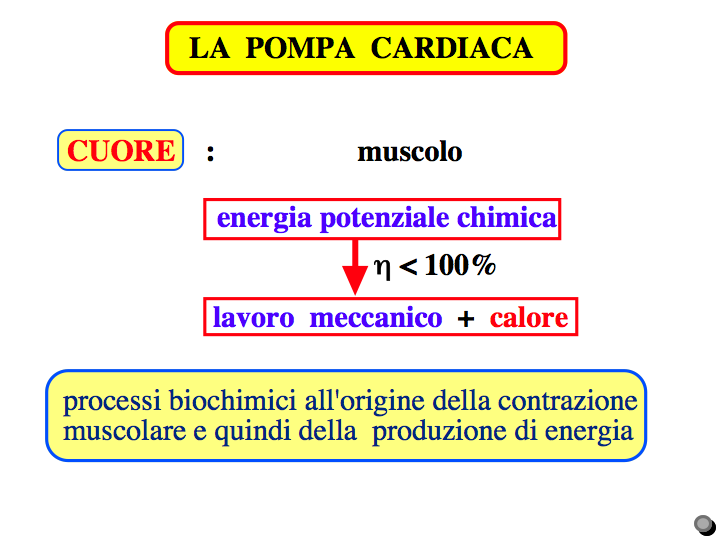 LA POMPA CARDIACA
CUORE : muscolo
energia potenziale chimica
η < 100%
lavoro meccanico + calore
processi biochimici all'origine della contrazione
muscolare e quindi della produzione di energia